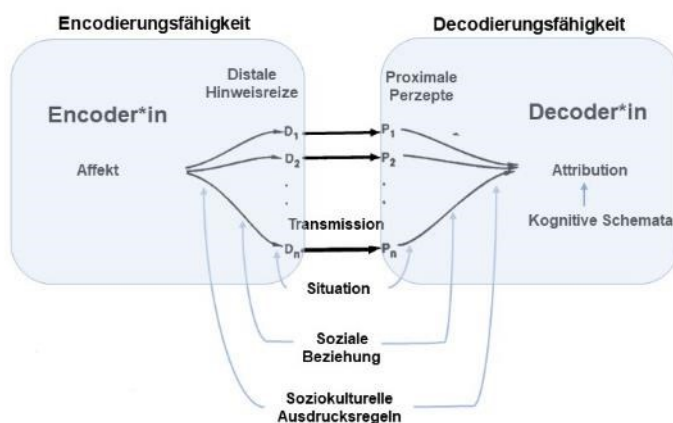 Encodierungsfähigkeit
Decodierungsfähigkeit
Distale
Hinweisreize
Proximale
Perzepte
Encoder*in
Decoder*in
D1
P1
D2
P2
Affekt
Attribution
Transmission
Kognitive Schemata
Dn
Pn
Situation
Soziale
Beziehung
Soziokulturelle
Ausdrucksregeln